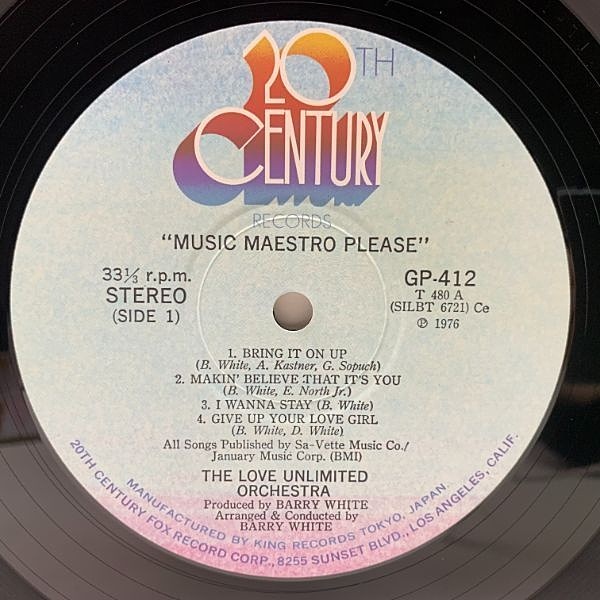 20TH
CENTURY
RECORDS
"MUSIC MAESTRO PLEASE"
33⅓ r.p.m.
STEREO
(SIDE 1)
GP-412
T 480 A
(SILBT 6721) Ce
℗ 1976
1. BRING IT ON UP
(B. White, A. Kastner, G. Sopuch)
2. MAKIN' BELIEVE THAT IT'S YOU
(B. White, E. North Jr.)
3. I WANNA STAY (B. White)
4. GIVE UP YOUR LOVE GIRL
(B. White, D. White)
All Songs Published by Sa-Vette Music Co./
January Music Corp. (BMI)
THE LOVE UNLIMITED
ORCHESTRA
Produced by BARRY WHITE
Arranged & Conducted by
BARRY WHITE
MANUFACTURED BY KING RECORDS TOKYO, JAPAN.
20TH CENTURY FOX RECORD CORP., 8255 SUNSET BLVD., LOS ANGELES, CALIF.